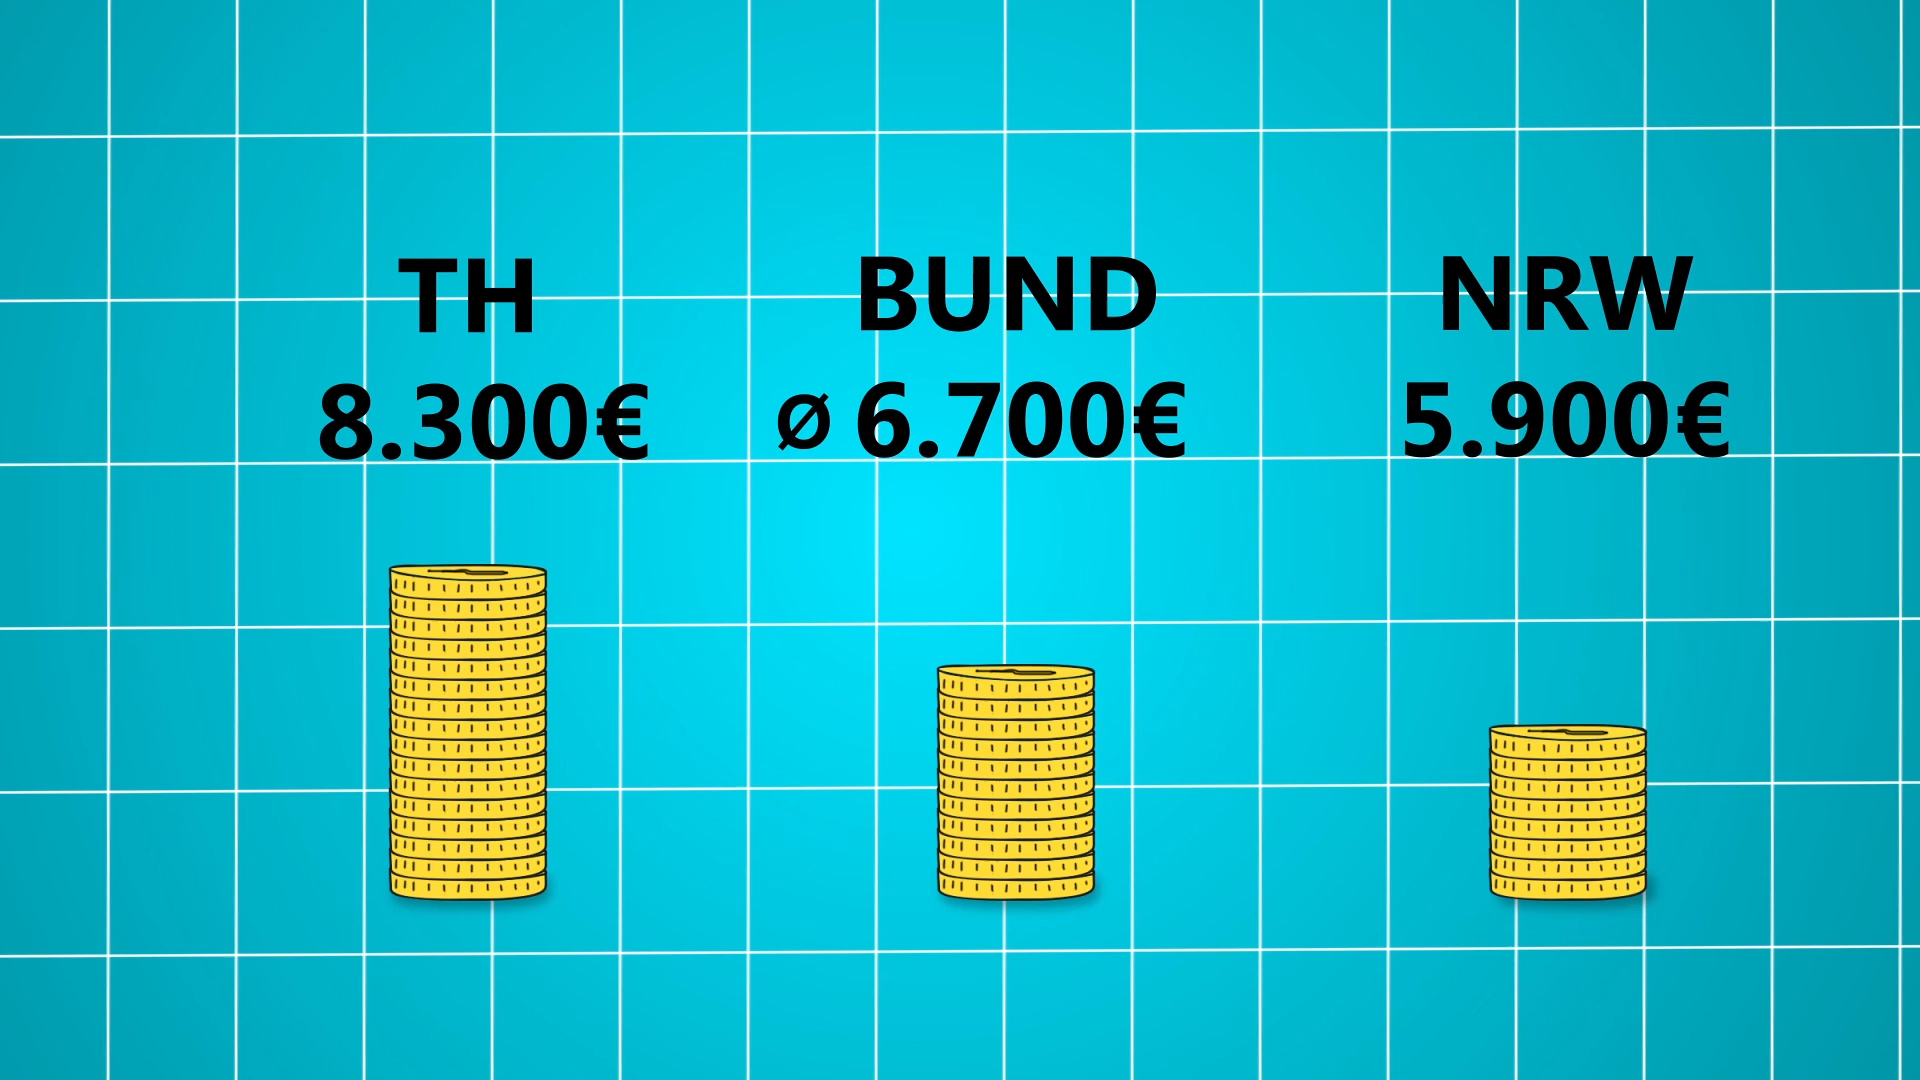 TH
8.300€
BUND
Ø 6.700€
NRW
5.900€